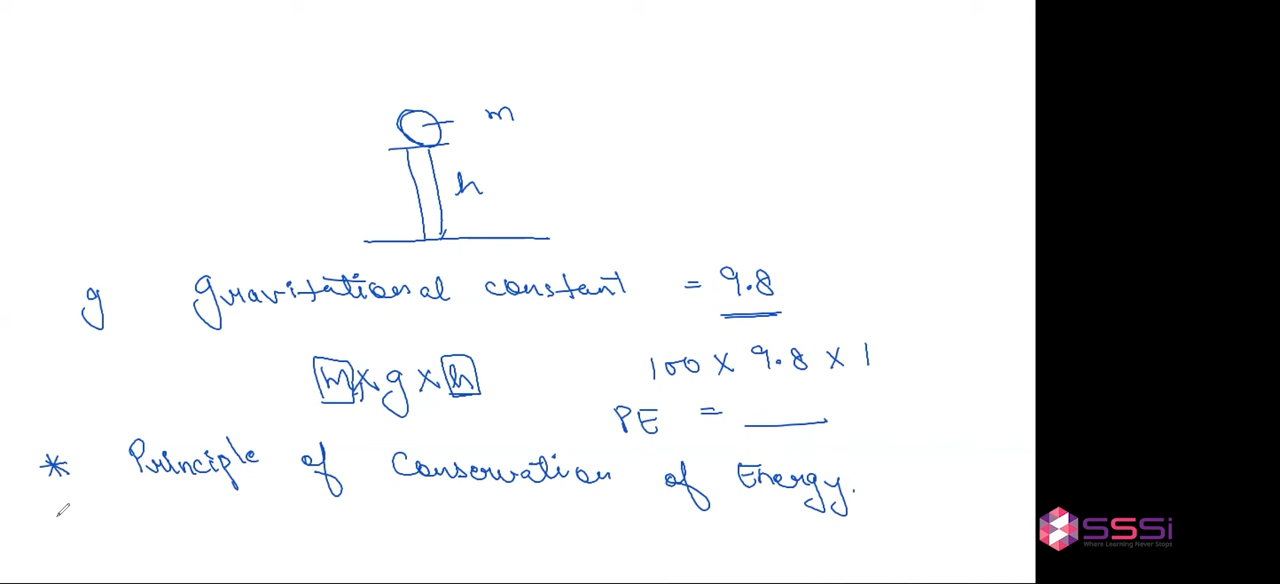 m
h
g gravitational constant = 9.8
m × g × h 100 × 9.8 × 1
PE = ____
* Principle of Conservation of Energy.
SSSi
Where Learning Never Stops